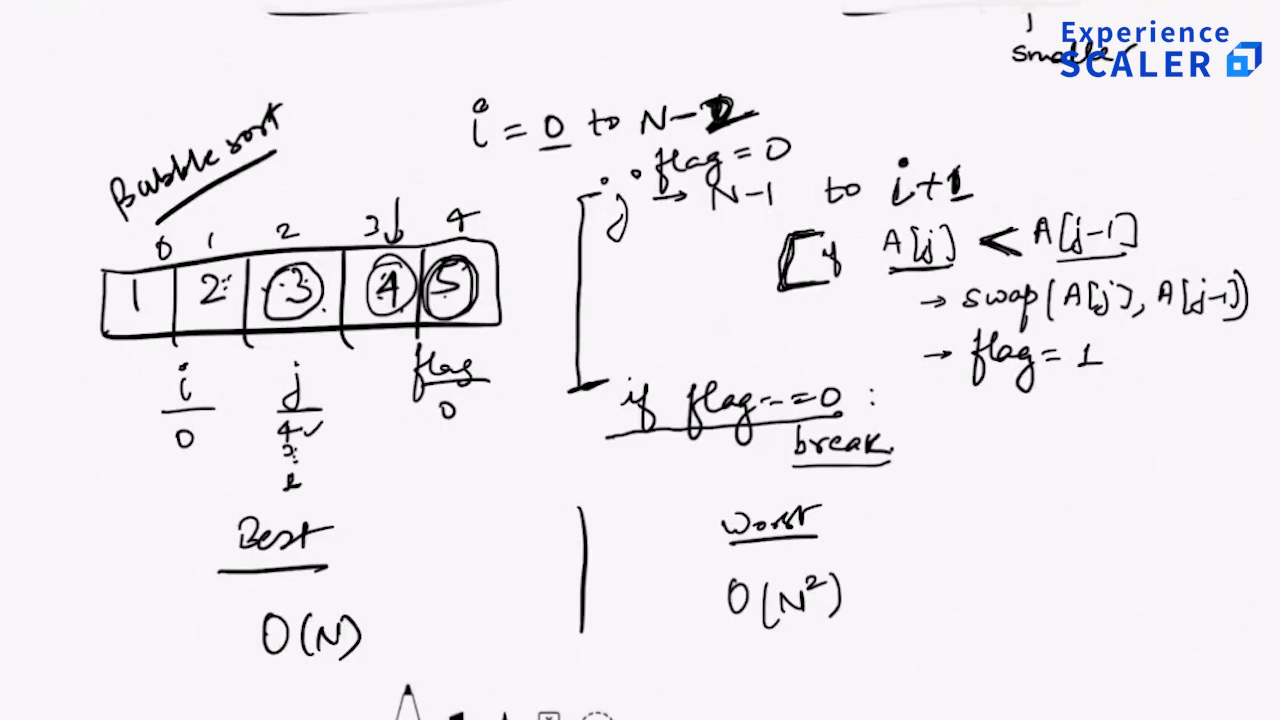 Experience
SCALER
smaller
Bubble sort
i = 0 to N-2
flag = 0
j → N-1 to i+1
if A[j] < A[j-1]
→ swap(A[j], A[j-1])
→ flag = 1
if flag == 0 :
break
0 1 2 3 4
1 2 3 4 5
i j flag
0 4 0
Best
O(N)
Worst
O(N²)